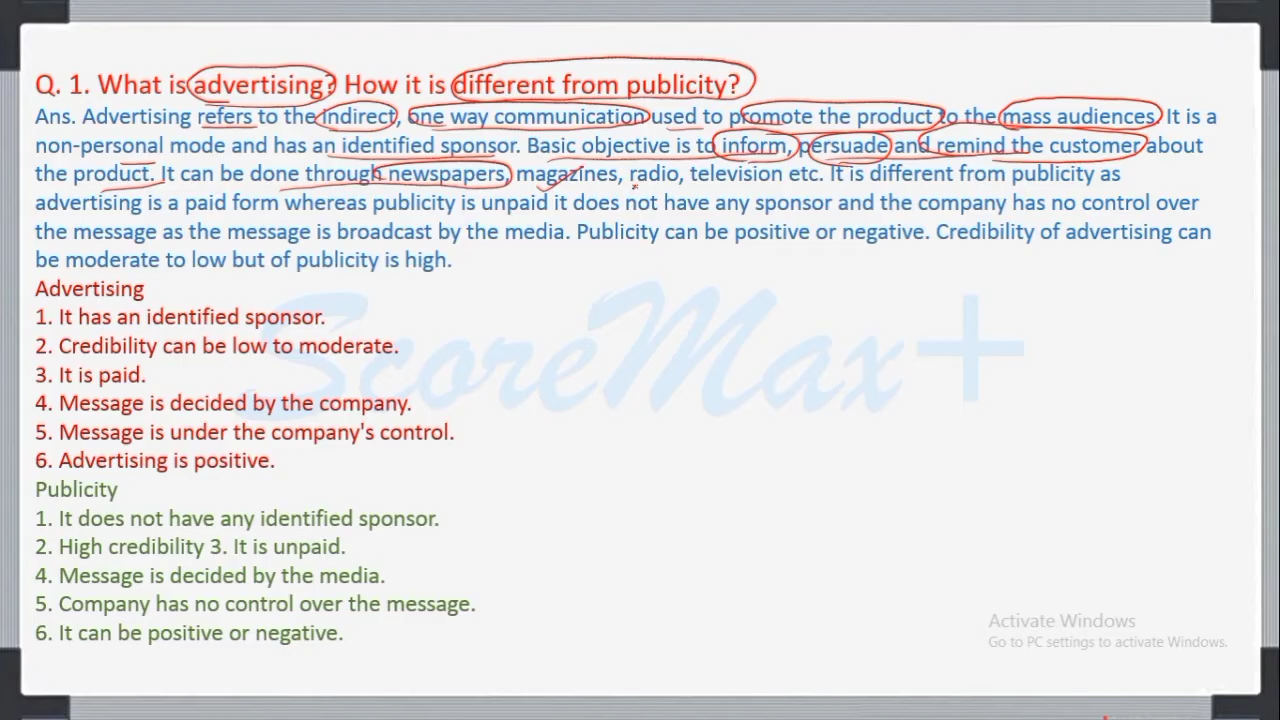 Q. 1. What is advertising? How it is different from publicity?
Ans. Advertising refers to the indirect, one way communication used to promote the product to the mass audiences. It is a
non-personal mode and has an identified sponsor. Basic objective is to inform, persuade and remind the customer about
the product. It can be done through newspapers, magazines, radio, television etc. It is different from publicity as
advertising is a paid form whereas publicity is unpaid it does not have any sponsor and the company has no control over
the message as the message is broadcast by the media. Publicity can be positive or negative. Credibility of advertising can
be moderate to low but of publicity is high.
Advertising
1. It has an identified sponsor.
2. Credibility can be low to moderate.
3. It is paid.
4. Message is decided by the company.
5. Message is under the company's control.
6. Advertising is positive.
Publicity
1. It does not have any identified sponsor.
2. High credibility 3. It is unpaid.
4. Message is decided by the media.
5. Company has no control over the message.
6. It can be positive or negative.
ScoreMax+
Activate Windows
Go to PC settings to activate Windows.